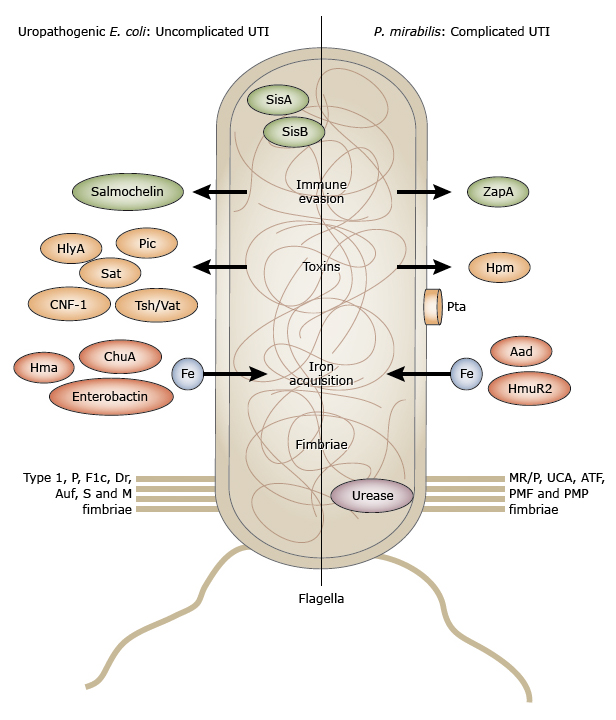 Uropathogenic E. coli: Uncomplicated UTI
P. mirabilis: Complicated UTI
SisA
SisB
Salmochelin
Immune
evasion
ZapA
HlyA
Pic
Sat
CNF-1
Tsh/Vat
Toxins
Hpm
Pta
Hma
ChuA
Enterobactin
Fe
Iron
acquisition
Fe
Aad
HmuR2
Fimbriae
Type 1, P, F1c, Dr,
Auf, S and M
fimbriae
Urease
MR/P, UCA, ATF,
PMF and PMP
fimbriae
Flagella